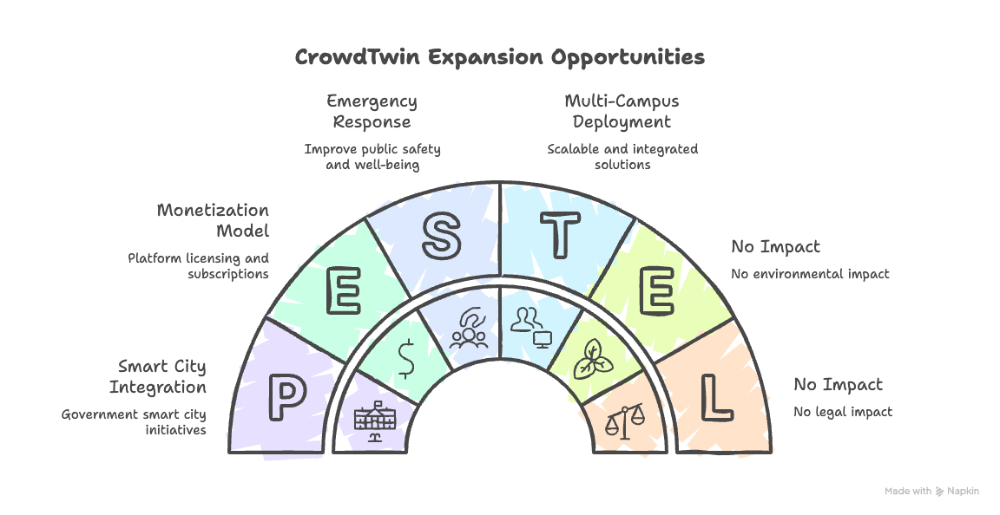 CrowdTwin Expansion Opportunities
Emergency
Response
Improve public safety
and well-being
Multi-Campus
Deployment
Scalable and integrated
solutions
Monetization
Model
Platform licensing and
subscriptions
No Impact
No environmental impact
Smart City
Integration
Government smart city
initiatives
No Impact
No legal impact
P
E
S
T
E
L
$
Made with Napkin